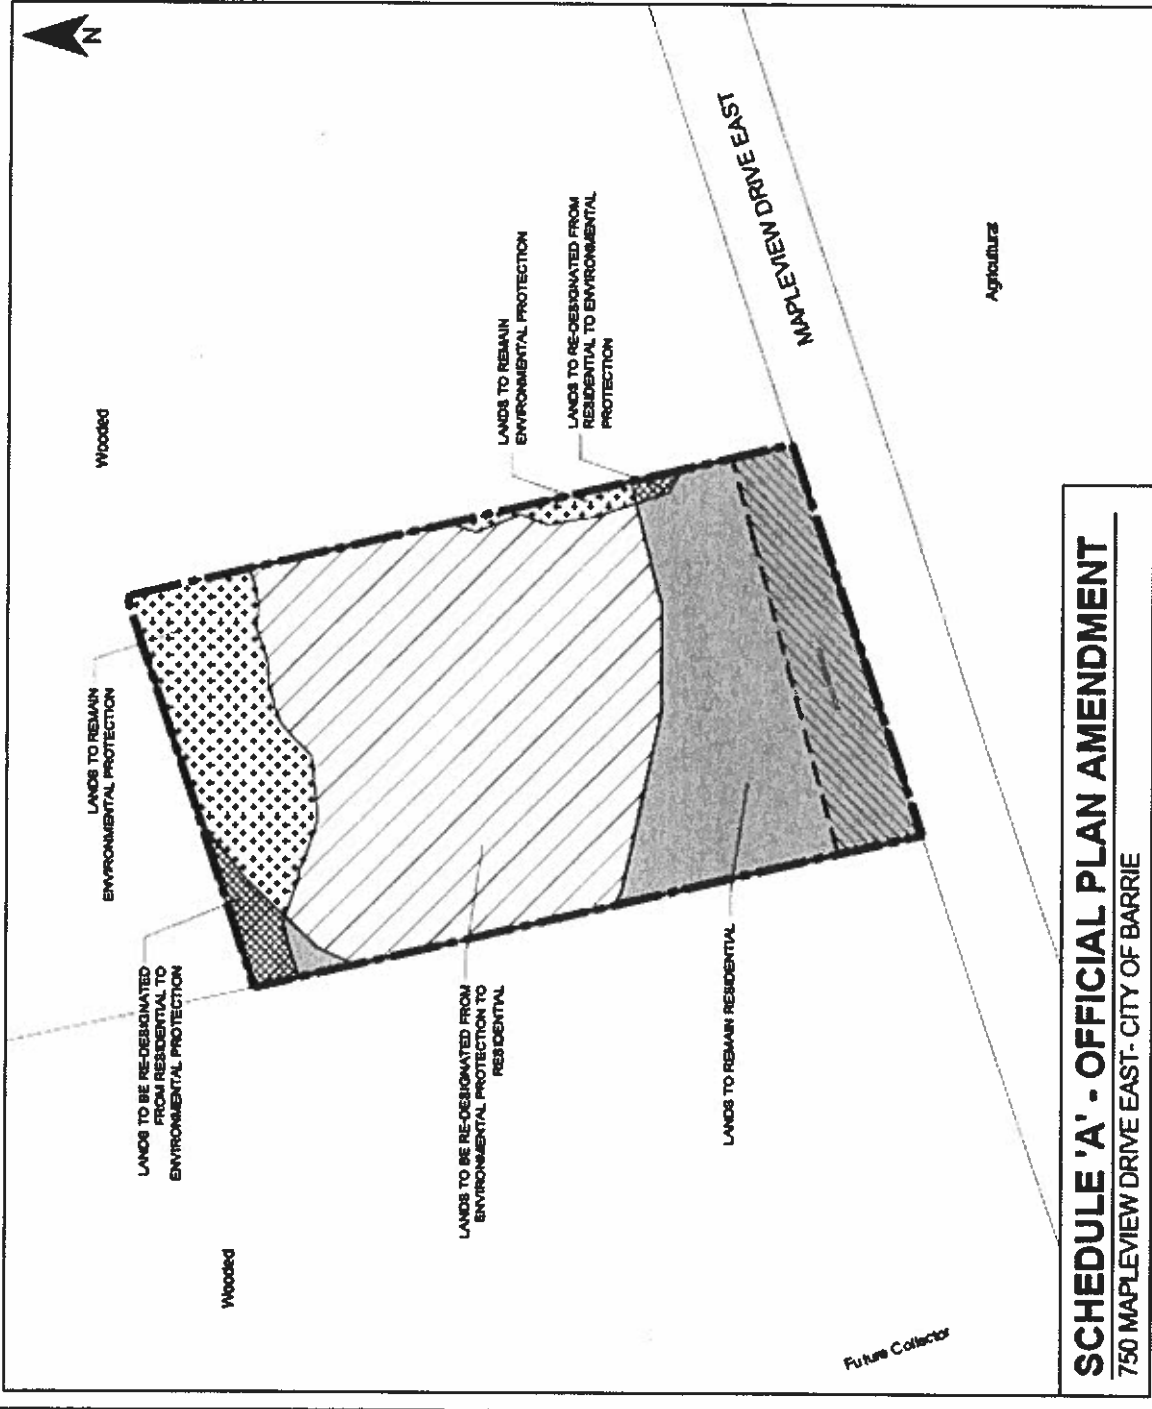 N
Wooded
LANDS TO REMAIN
ENVIRONMENTAL PROTECTION
LANDS TO BE RE-DESIGNATED
FROM RESIDENTIAL TO
ENVIRONMENTAL PROTECTION
Wooded
LANDS TO REMAIN
ENVIRONMENTAL PROTECTION
LANDS TO RE-DESIGNATED FROM
RESIDENTIAL TO ENVIRONMENTAL
PROTECTION
LANDS TO BE RE-DESIGNATED FROM
ENVIRONMENTAL PROTECTION TO
RESIDENTIAL
MAPLEVIEW DRIVE EAST
LANDS TO REMAIN RESIDENTIAL
Agricultural
Future Collector
SCHEDULE 'A' - OFFICIAL PLAN AMENDMENT
750 MAPLEVIEW DRIVE EAST- CITY OF BARRIE